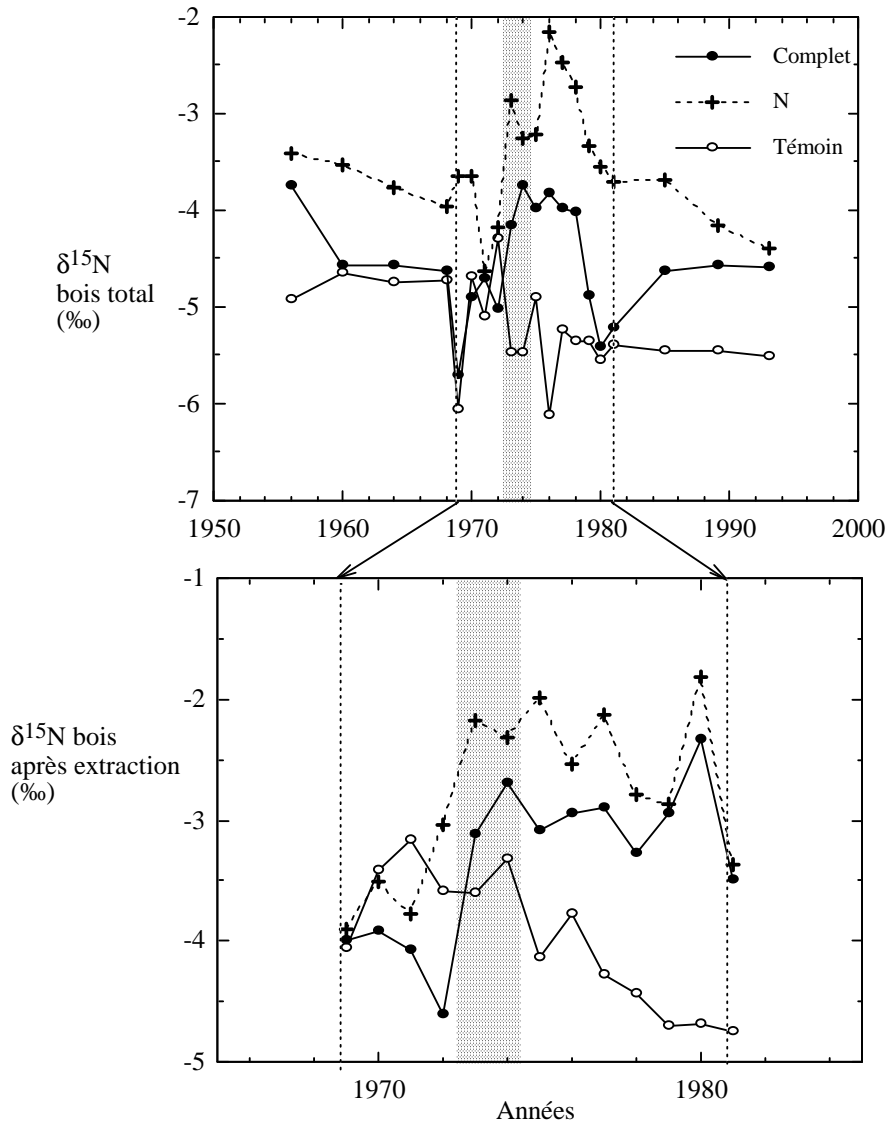 -2
-3
-4
-5
-6
-7
δ15N
bois total
(‰)
Complet
N
Témoin
1950 1960 1970 1980 1990 2000
-1
-2
-3
-4
-5
δ15N bois
après extraction
(‰)
1970 1980
Années